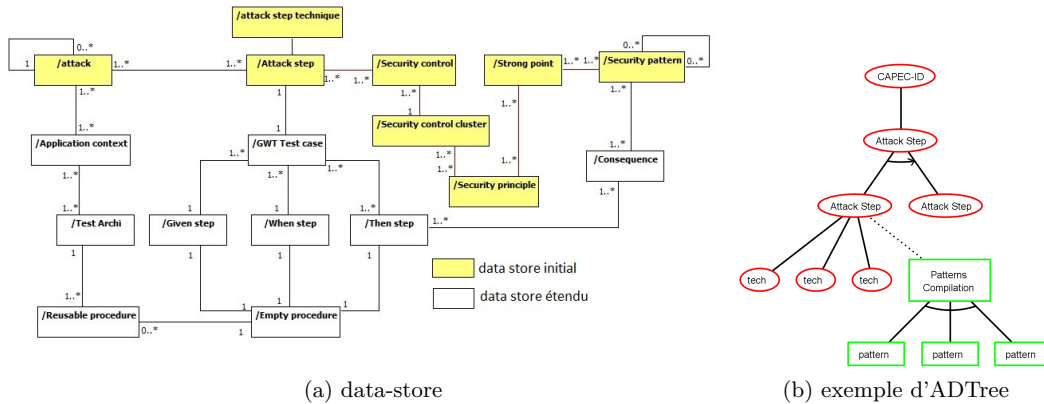 /attack step technique
0..*
1
/attack
1..*
1..*
/Attack step
1..*
1..*
/Security control
/Strong point
1..*
1..*
/Security pattern
0..*
0..*
1..*
1
1..*
1
1..*
1..*
1..*
/Application context
/GWT Test case
/Security control cluster
1..*
1..*
1..*
1..*
1..*
1..*
/Consequence
/Security principle
1..*
1..*
1..*
1
1
1
/Test Archi
/Given step
/When step
/Then step
1..*
1
1
1
1
data store initial
data store étendu
1..*
1
1
1
/Reusable procedure
0..*
1
/Empty procedure
(a) data-store
CAPEC-ID
Attack Step
Attack Step
Attack Step
tech
tech
tech
Patterns
Compilation
pattern
pattern
pattern
(b) exemple d'ADTree